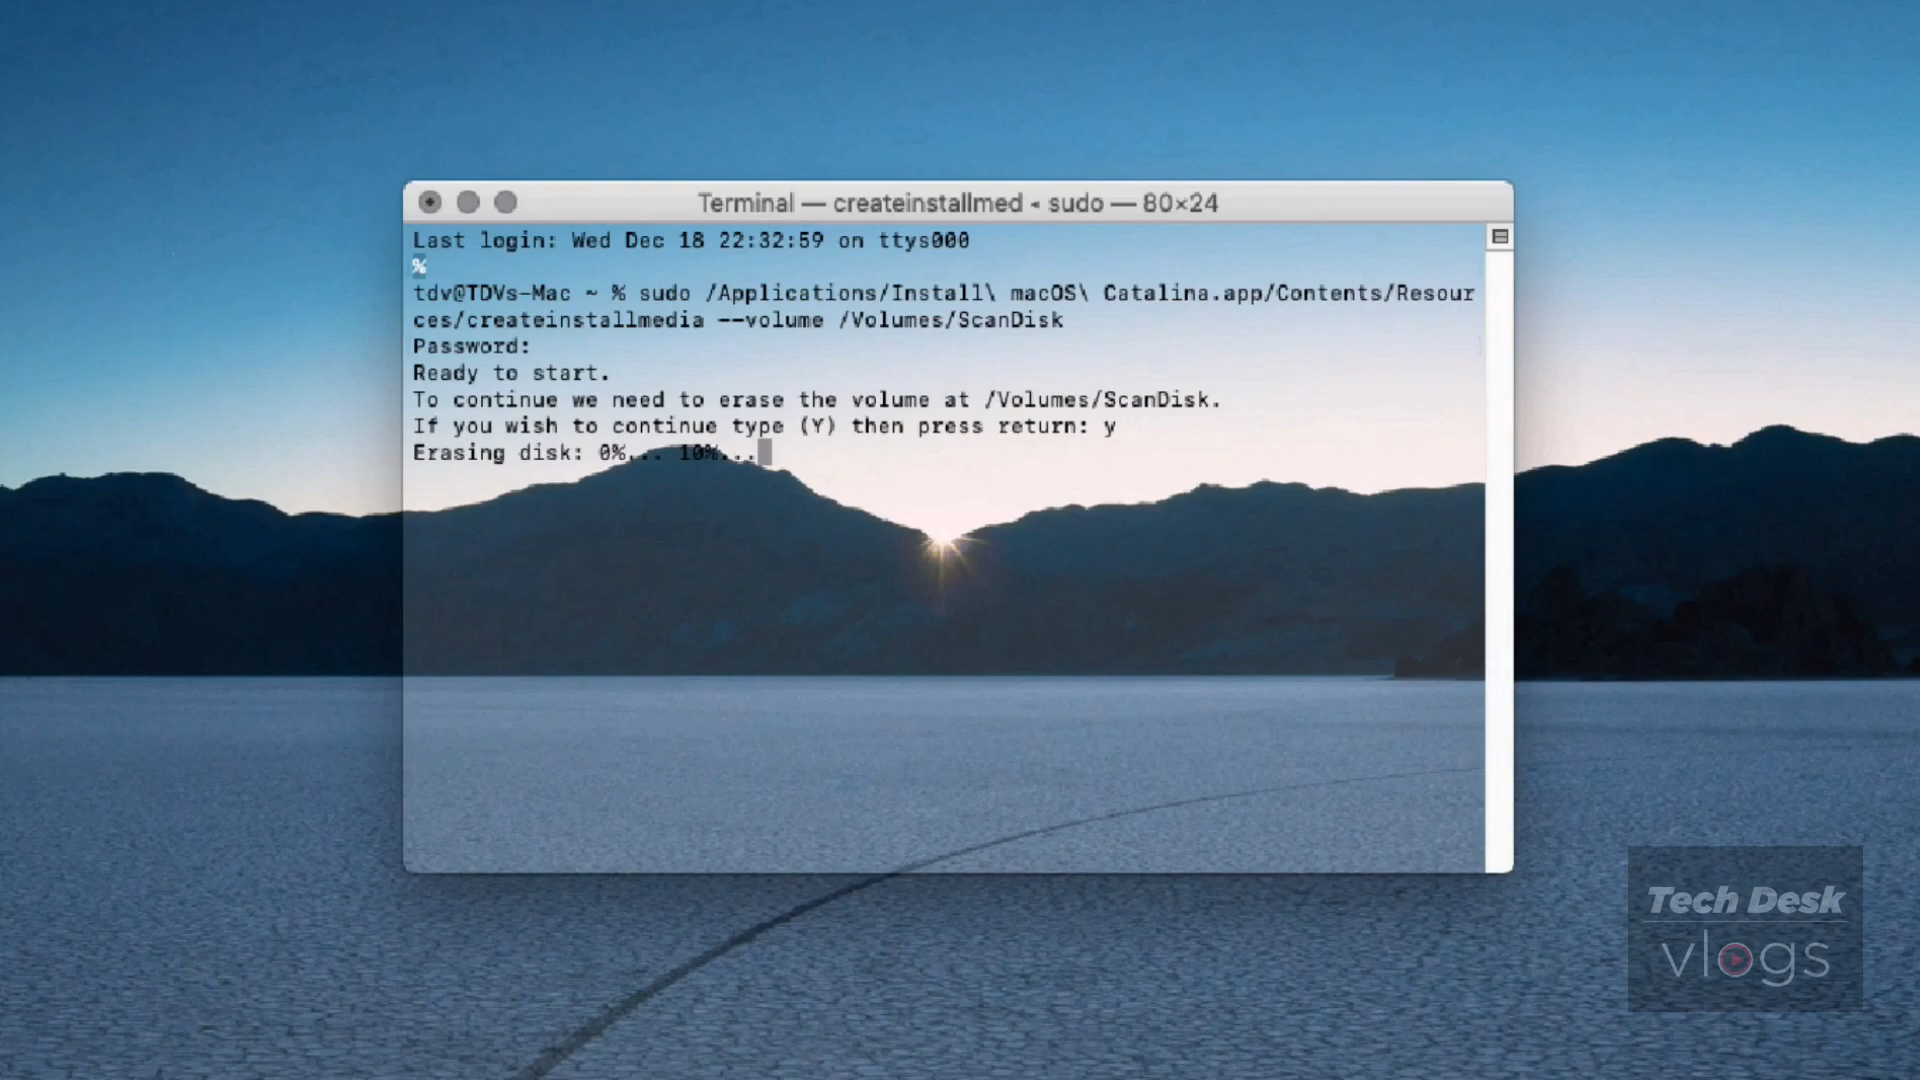 Terminal — createinstallmed ◂ sudo — 80×24
Last login: Wed Dec 18 22:32:59 on ttys000
%
tdv@TDVs-Mac ~ % sudo /Applications/Install\ macOS\ Catalina.app/Contents/Resour
ces/createinstallmedia --volume /Volumes/ScanDisk
Password:
Ready to start.
To continue we need to erase the volume at /Volumes/ScanDisk.
If you wish to continue type (Y) then press return: y
Erasing disk: 0%... 10%...
Tech Desk
vlogs